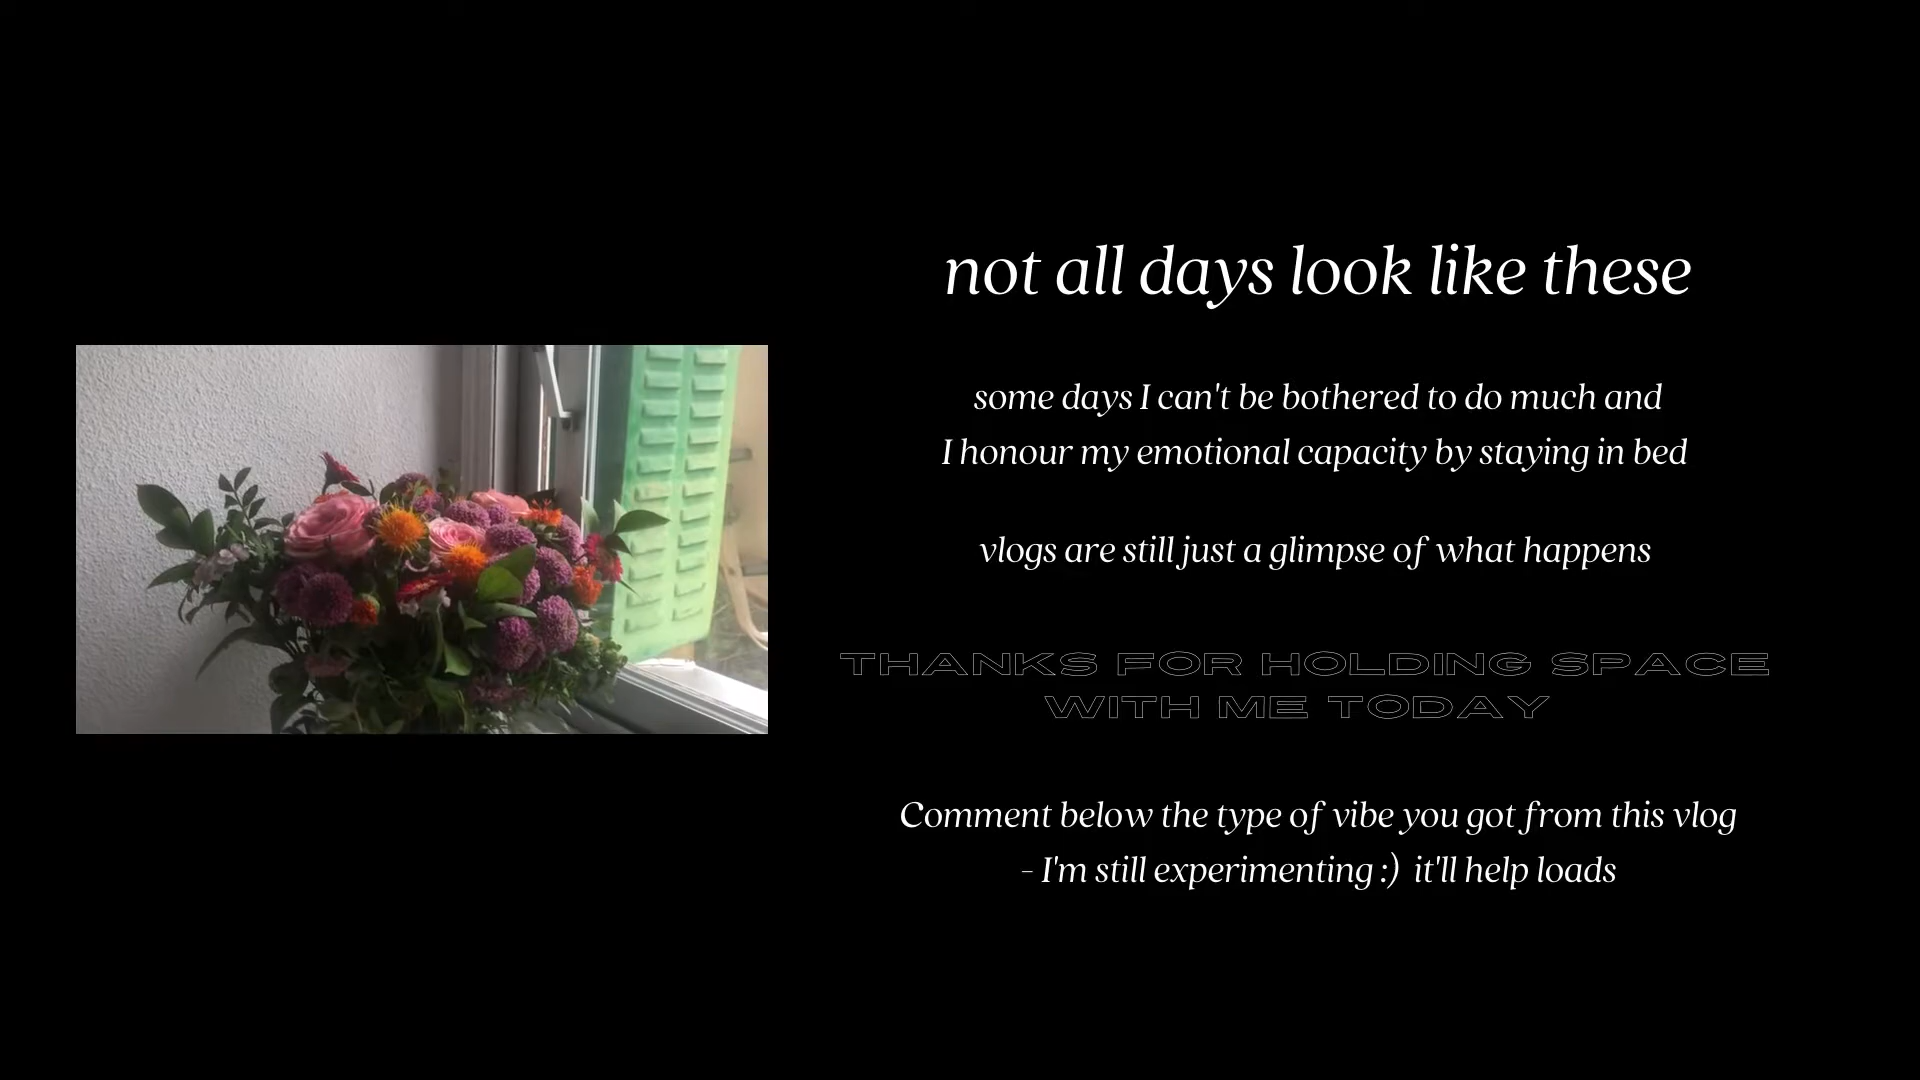 not all days look like these
some days I can't be bothered to do much and
I honour my emotional capacity by staying in bed
vlogs are still just a glimpse of what happens
THANKS FOR HOLDING SPACE
WITH ME TODAY
Comment below the type of vibe you got from this vlog
- I'm still experimenting :) it'll help loads